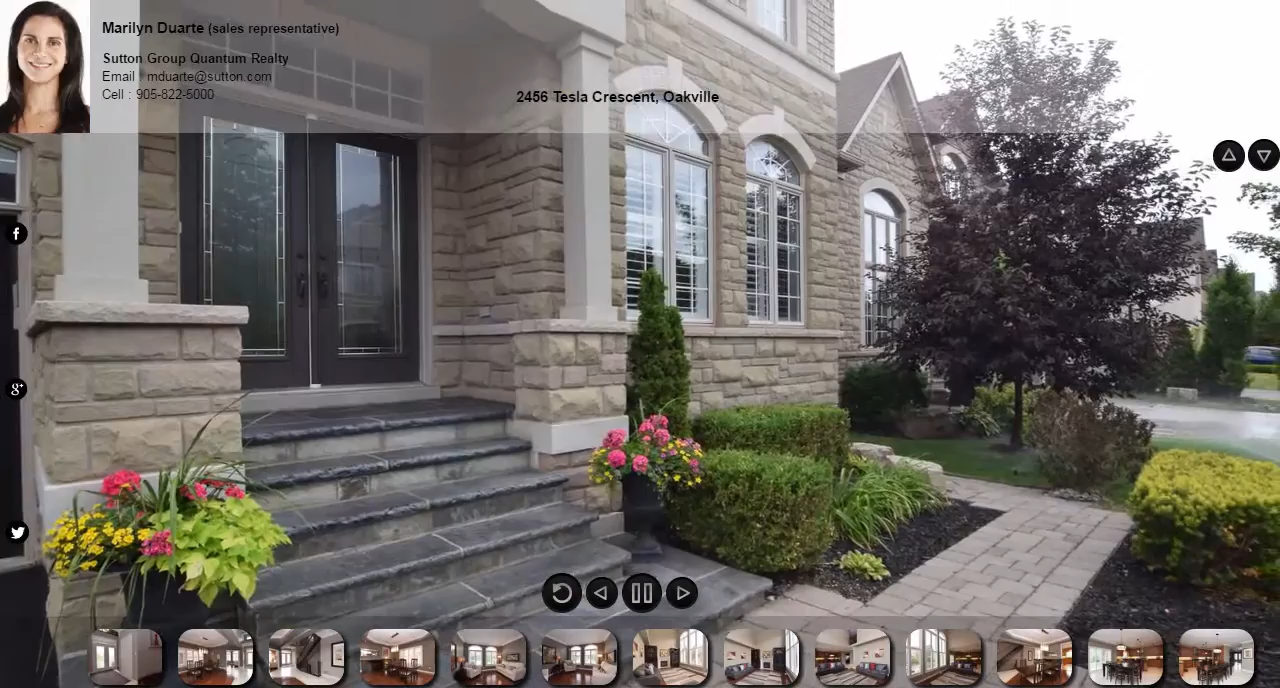 Marilyn Duarte (sales representative)
Sutton Group Quantum Realty
Email : mduarte@sutton.com
Cell : 905-822-5000
2456 Tesla Crescent, Oakville